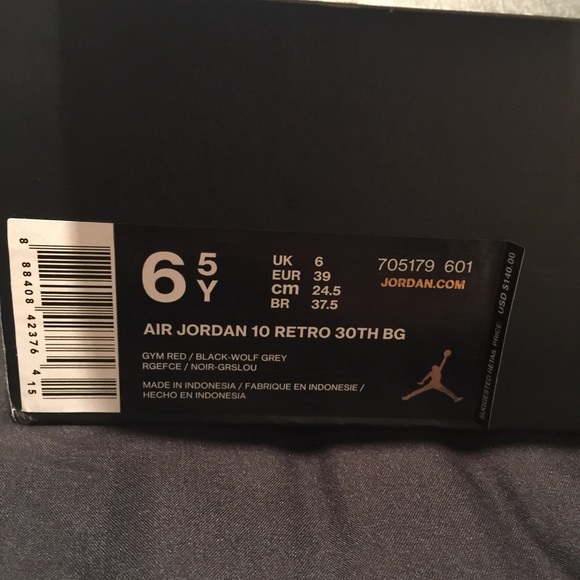 8 88408 42376 4 15
6 5 Y
UK 6
EUR 39
cm 24.5
BR 37.5
705179 601
JORDAN.COM
AIR JORDAN 10 RETRO 30TH BG
GYM RED / BLACK-WOLF GREY
RGEFCE / NOIR-GRSLOU
MADE IN INDONESIA / FABRIQUE EN INDONESIE /
HECHO EN INDONESIA
SUGGESTED RETAIL PRICE: USD $140.00